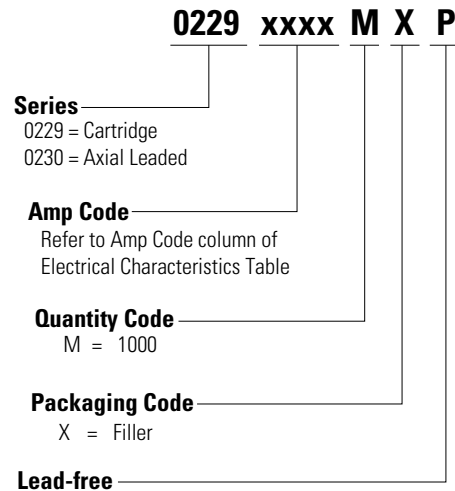 0229 xxxx M X P
Series
0229 = Cartridge
0230 = Axial Leaded
Amp Code
Refer to Amp Code column of
Electrical Characteristics Table
Quantity Code
M = 1000
Packaging Code
X = Filler
Lead-free